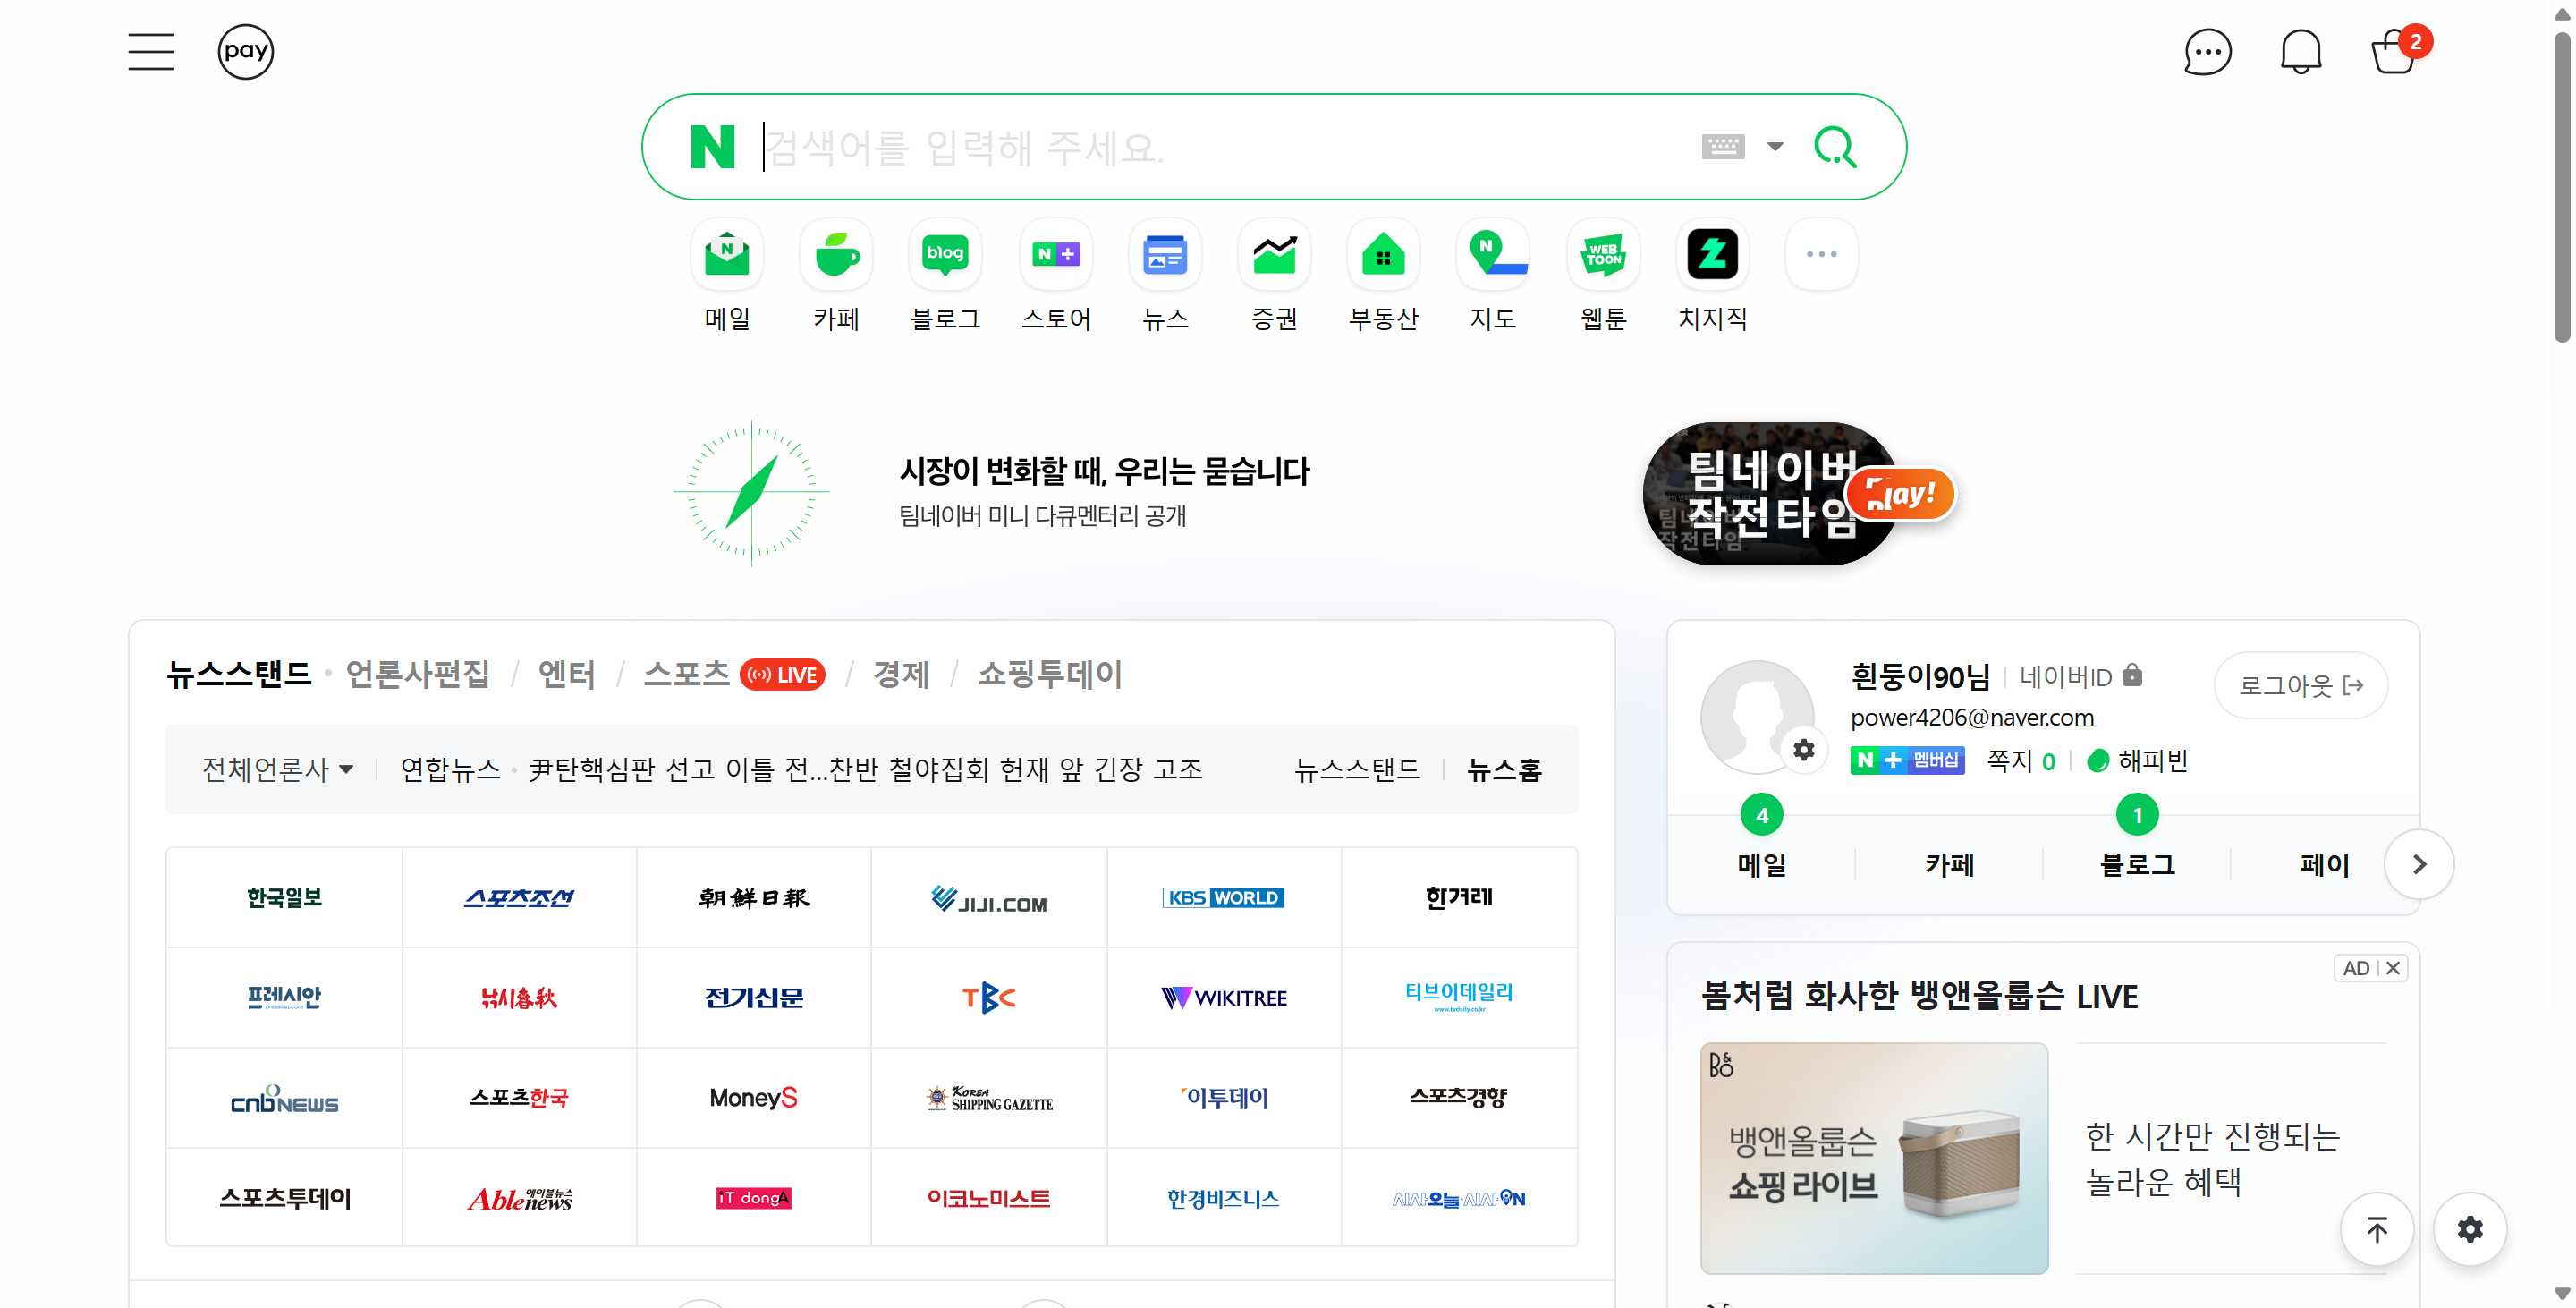 pay
2
N 검색어를 입력해 주세요.
메일 카페 blog 블로그 N+ 스토어 뉴스 증권 부동산 N 지도 WEB TOON 웹툰 치지직
시장이 변화할 때, 우리는 묻습니다
팀네이버 미니 다큐멘터리 공개
팀네이버
작전타임
Play!
뉴스스탠드 · 언론사편집 / 엔터 / 스포츠 LIVE / 경제 / 쇼핑투데이
전체언론사 | 연합뉴스 · 尹탄핵심판 선고 이틀 전...찬반 철야집회 헌재 앞 긴장 고조 뉴스스탠드 | 뉴스홈
한국일보 스포츠조선 朝鮮日報 JIJI.COM KBS WORLD 한겨레
프레시안 낚시春秋 전기신문 TBC WIKITREE 티브이데일리
www.tvdaily.co.kr
cnbNEWS 스포츠한국 MoneyS KOREA SHIPPING GAZETTE 이투데이 스포츠경향
스포츠투데이 Able news 에이블뉴스 iT dongA 이코노미스트 한경비즈니스 시사오늘·시사ON
흰둥이90님 | 네이버ID
로그아웃
power4206@naver.com
N + 멤버십 쪽지 0 | 해피빈
4 1
메일 카페 블로그 페이
AD
봄처럼 화사한 뱅앤올룹슨 LIVE
B&O
뱅앤올룹슨
쇼핑 라이브
한 시간만 진행되는
놀라운 혜택